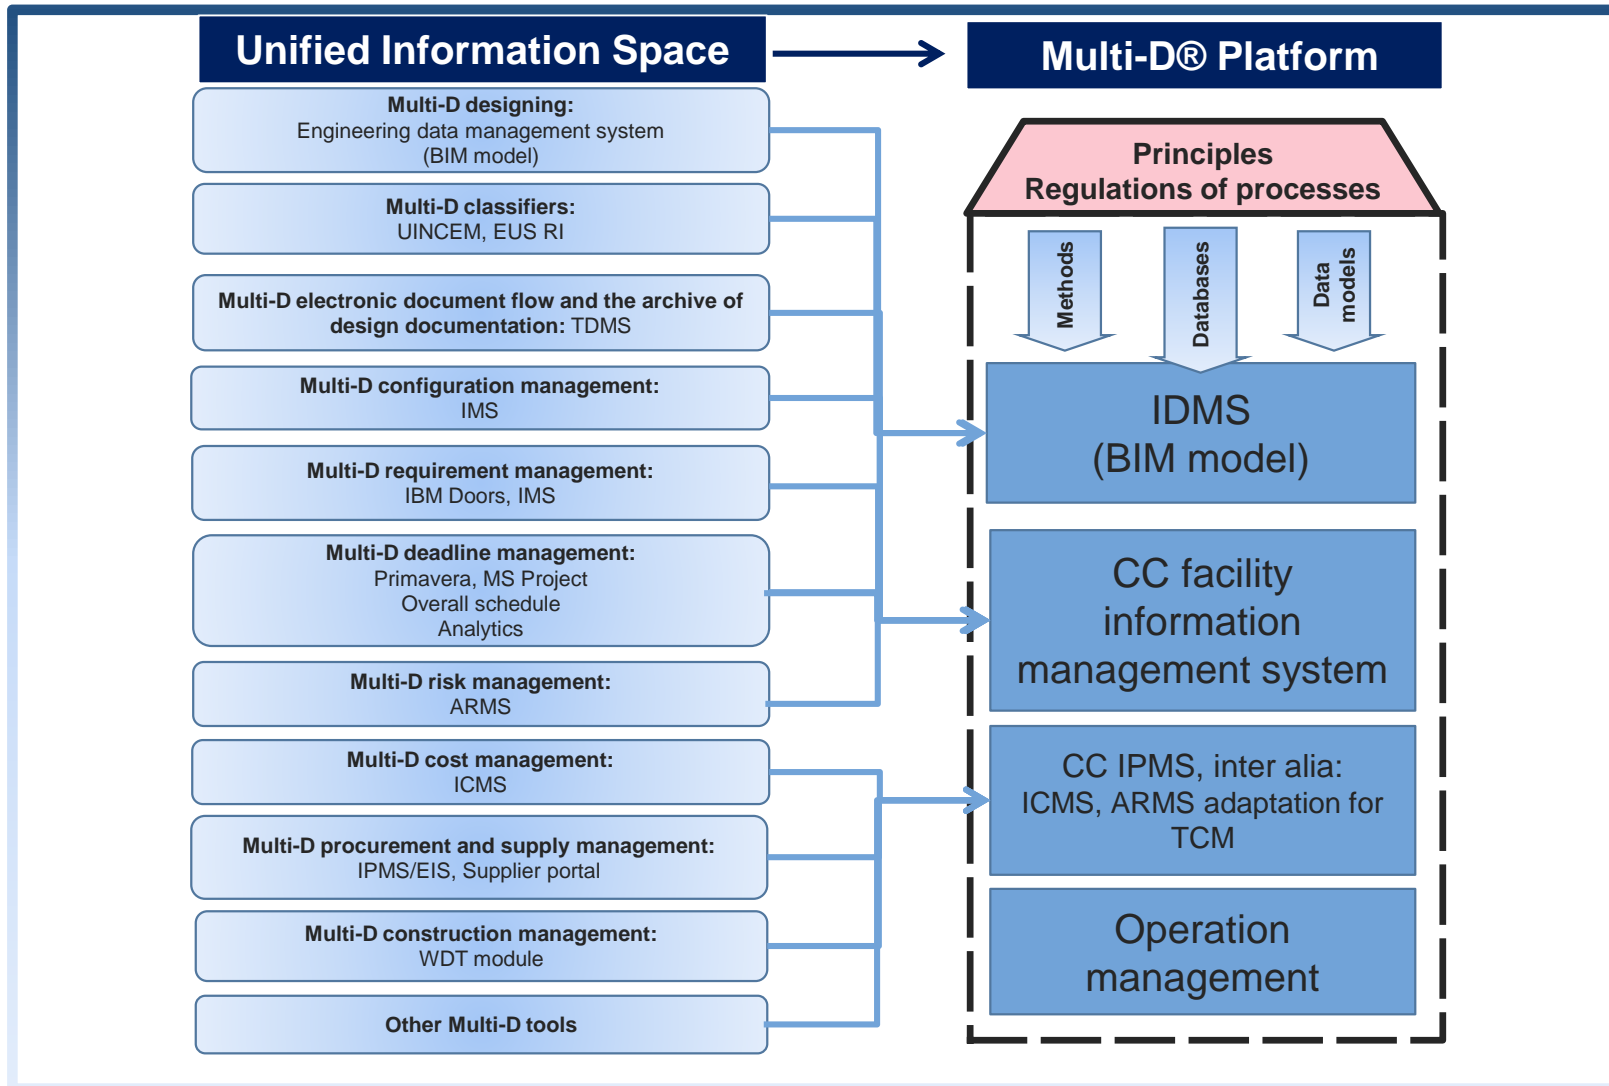 Unified Information Space
Multi-D® Platform
Multi-D designing:
Engineering data management system
(BIM model)
Multi-D classifiers:
UINCEM, EUS RI
Multi-D electronic document flow and the archive of
design documentation: TDMS
Multi-D configuration management:
IMS
Multi-D requirement management:
IBM Doors, IMS
Multi-D deadline management:
Primavera, MS Project
Overall schedule
Analytics
Multi-D risk management:
ARMS
Multi-D cost management:
ICMS
Multi-D procurement and supply management:
IPMS/EIS, Supplier portal
Multi-D construction management:
WDT module
Other Multi-D tools
Principles
Regulations of processes
Methods
Databases
Data
models
IDMS
(BIM model)
CC facility
information
management system
CC IPMS, inter alia:
ICMS, ARMS adaptation for
TCM
Operation
management